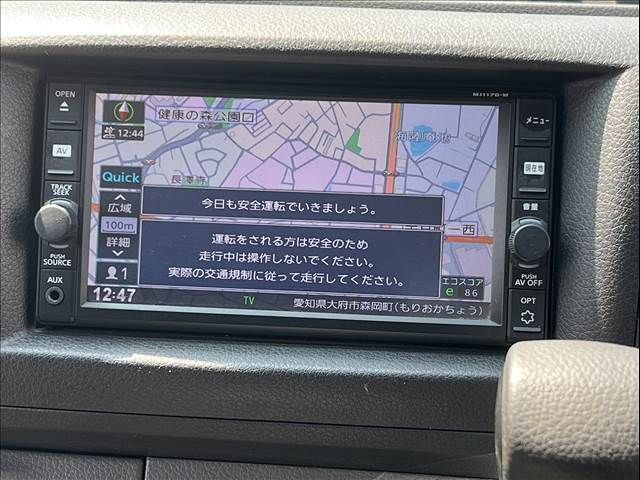 MJ117D-W
OPEN
AV
TRACK
SEEK
PUSH
SOURCE
AUX
12:44
健康の森公園口
長澤寺
Quick
広域
100m
詳細
1
今日も安全運転でいきましょう。
運転をされる方は安全のため
走行中は操作しないでください。
実際の交通規制に従って走行してください。
一西
エコスコア
e 86
12:47
TV
愛知県大府市森岡町(もりおかちょう)
メニュー
現在地
音量
PUSH
AV OFF
OPT